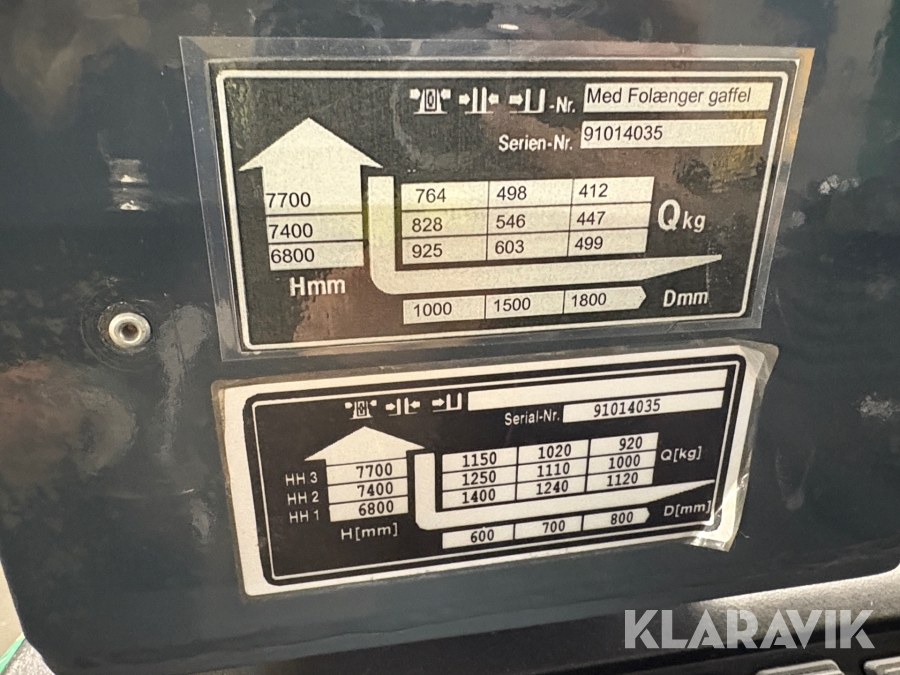 -Nr. Med Folænger gaffel
Serien-Nr. 91014035
7700 764 498 412
7400 828 546 447
6800 925 603 499
Hmm Qkg
1000 1500 1800 Dmm
Serial-Nr. 91014035
HH 3 7700 1150 1020 920
HH 2 7400 1250 1110 1000
HH 1 6800 1400 1240 1120
H[mm] Q[kg]
600 700 800 D[mm]
KLARAVIK